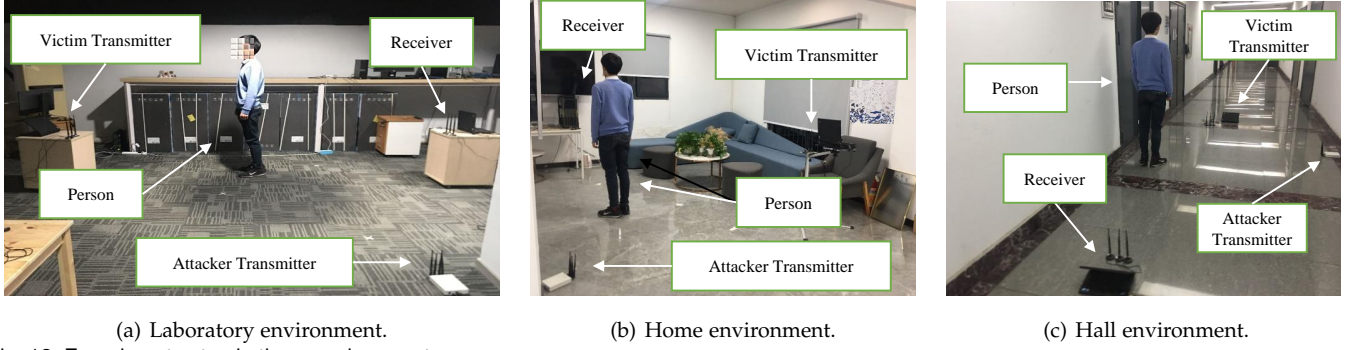 Victim Transmitter
Receiver
Person
Attacker Transmitter
Receiver
Victim Transmitter
Person
Attacker Transmitter
Victim
Transmitter
Person
Receiver
Attacker
Transmitter
(a) Laboratory environment.
(b) Home environment.
(c) Hall environment.